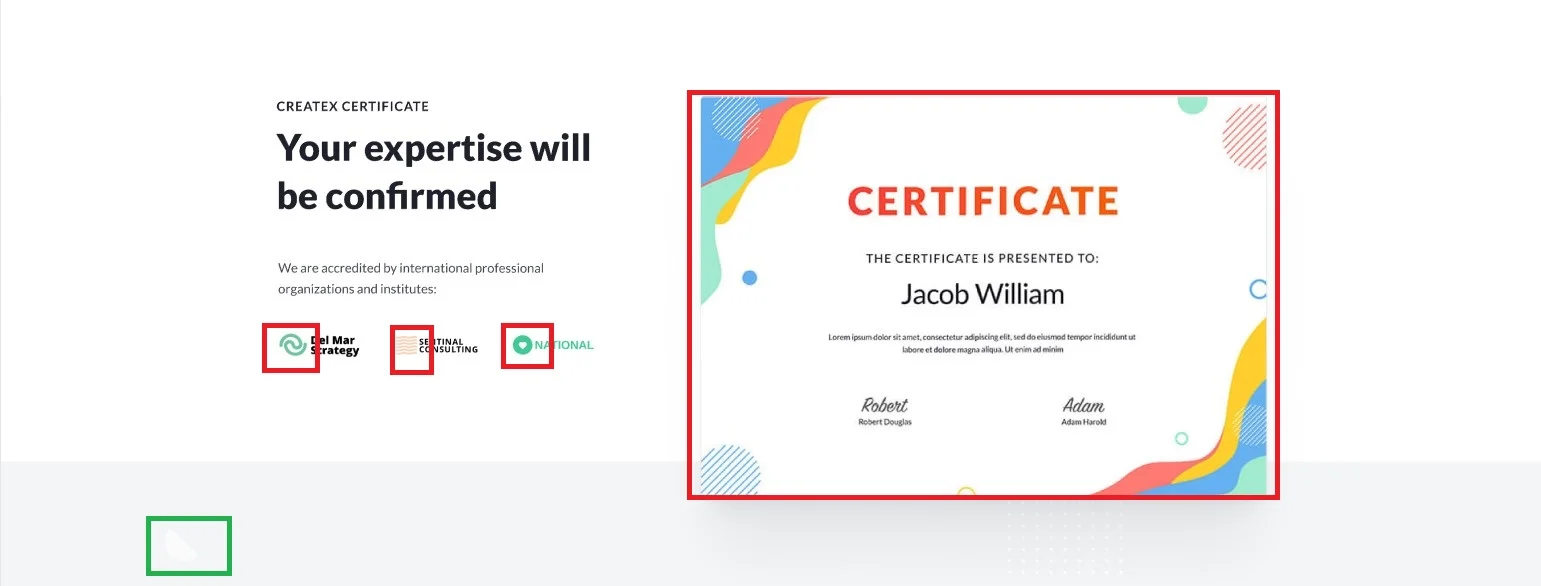 CREATEX CERTIFICATE
Your expertise will
be confirmed
We are accredited by international professional
organizations and institutes:
Del Mar
Strategy
SENTINAL
CONSULTING
NATIONAL
CERTIFICATE
THE CERTIFICATE IS PRESENTED TO:
Jacob William
Lorem ipsum dolor sit amet, consectetur adipiscing elit, sed do eiusmod tempor incididunt ut
labore et dolore magna aliqua. Ut enim ad minim
Robert
Robert Douglas
Adam
Adam Harold